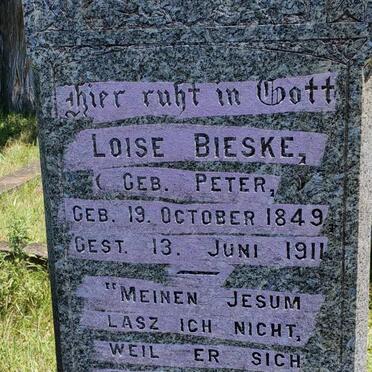 Hier ruht in Gott
LOISE BIESKE,
(GEB. PETER,)
GEB. 19. OCTOBER 1849,
GEST. 13. JUNI 1911.
"MEINEN JESUM
LASZ ICH NICHT,
WEIL ER SICH